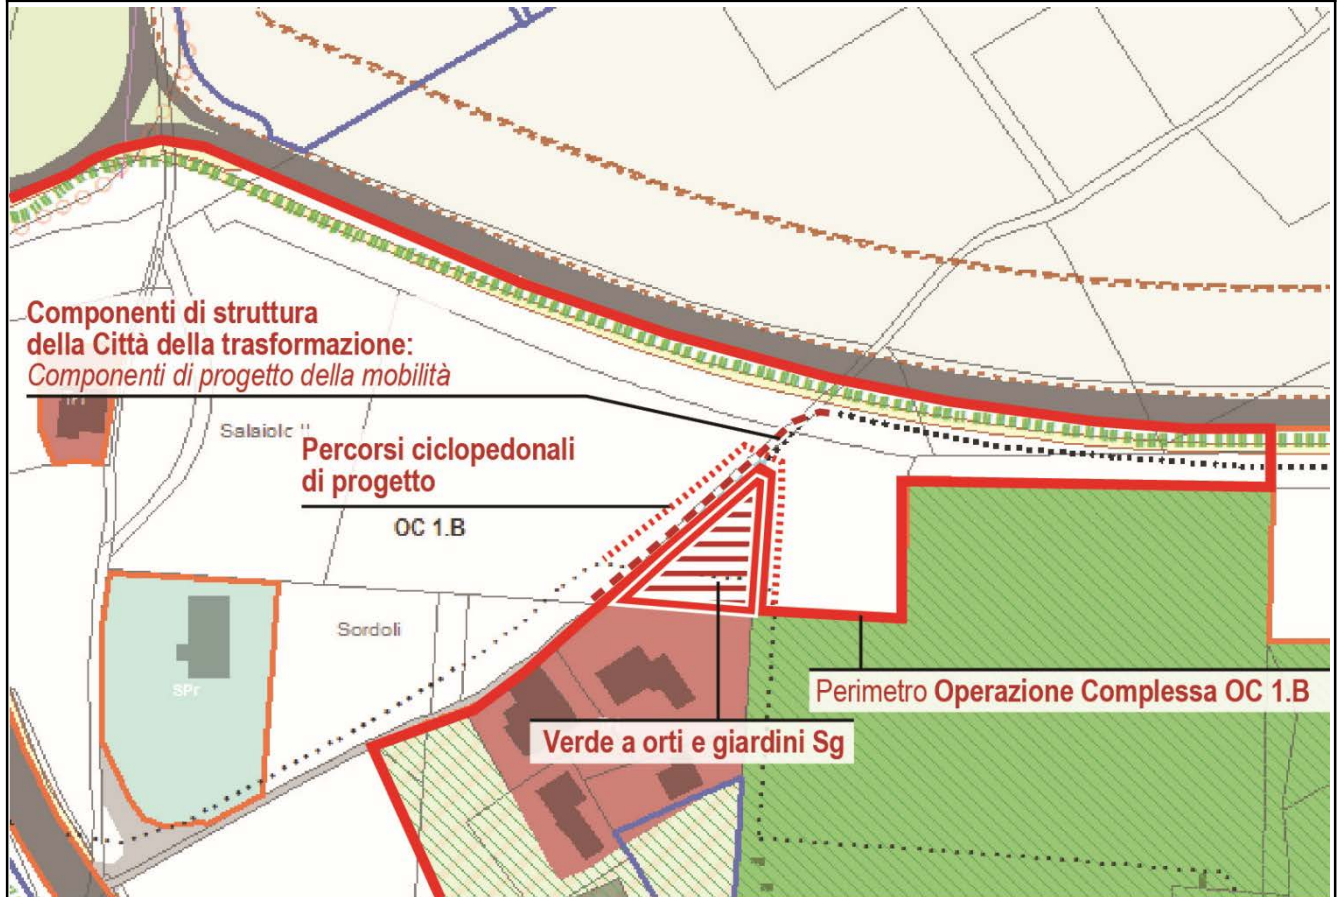 Componenti di struttura
della Città della trasformazione:
Componenti di progetto della mobilità
Percorsi ciclopedonali
di progetto
OC 1.B
Sordoli
SPr
Perimetro Operazione Complessa OC 1.B
Verde a orti e giardini Sg